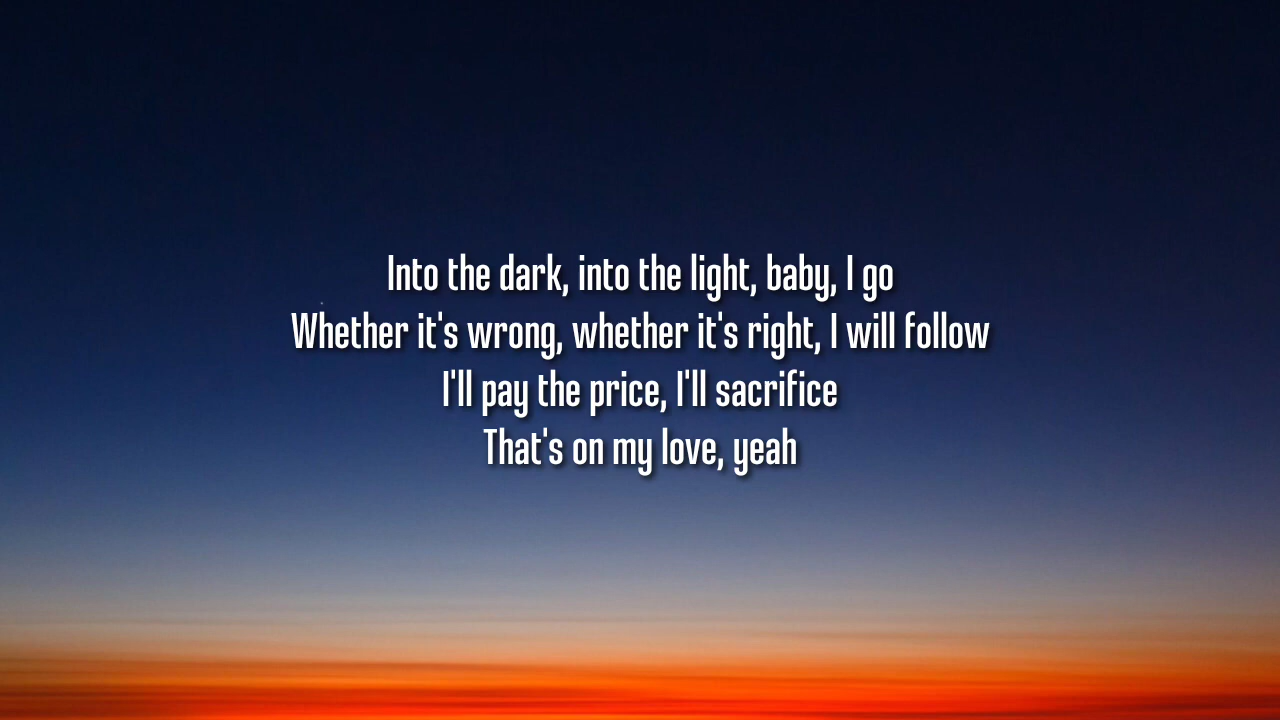 Into the dark, into the light, baby, I go
Whether it's wrong, whether it's right, I will follow
I'll pay the price, I'll sacrifice
That's on my love, yeah